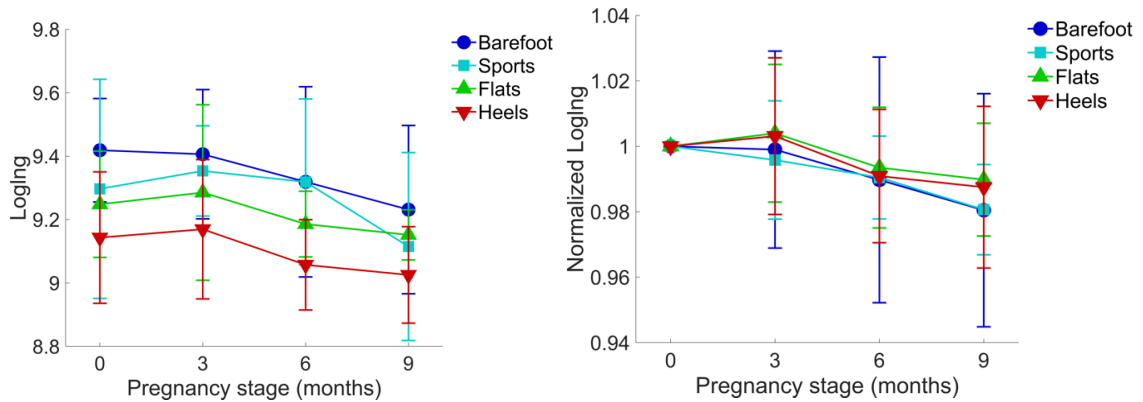 9.8
9.6
9.4
9.2
9
8.8
LogIng
0 3 6 9
Pregnancy stage (months)
Barefoot
Sports
Flats
Heels
1.04
1.02
1
0.98
0.96
0.94
Normalized LogIng
0 3 6 9
Pregnancy stage (months)
Barefoot
Sports
Flats
Heels